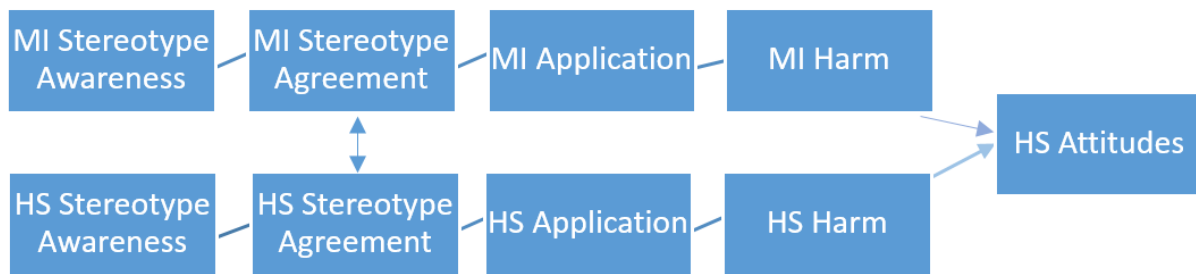 MI Stereotype
Awareness
MI Stereotype
Agreement
MI Application
MI Harm
HS Attitudes
HS Stereotype
Awareness
HS Stereotype
Agreement
HS Application
HS Harm